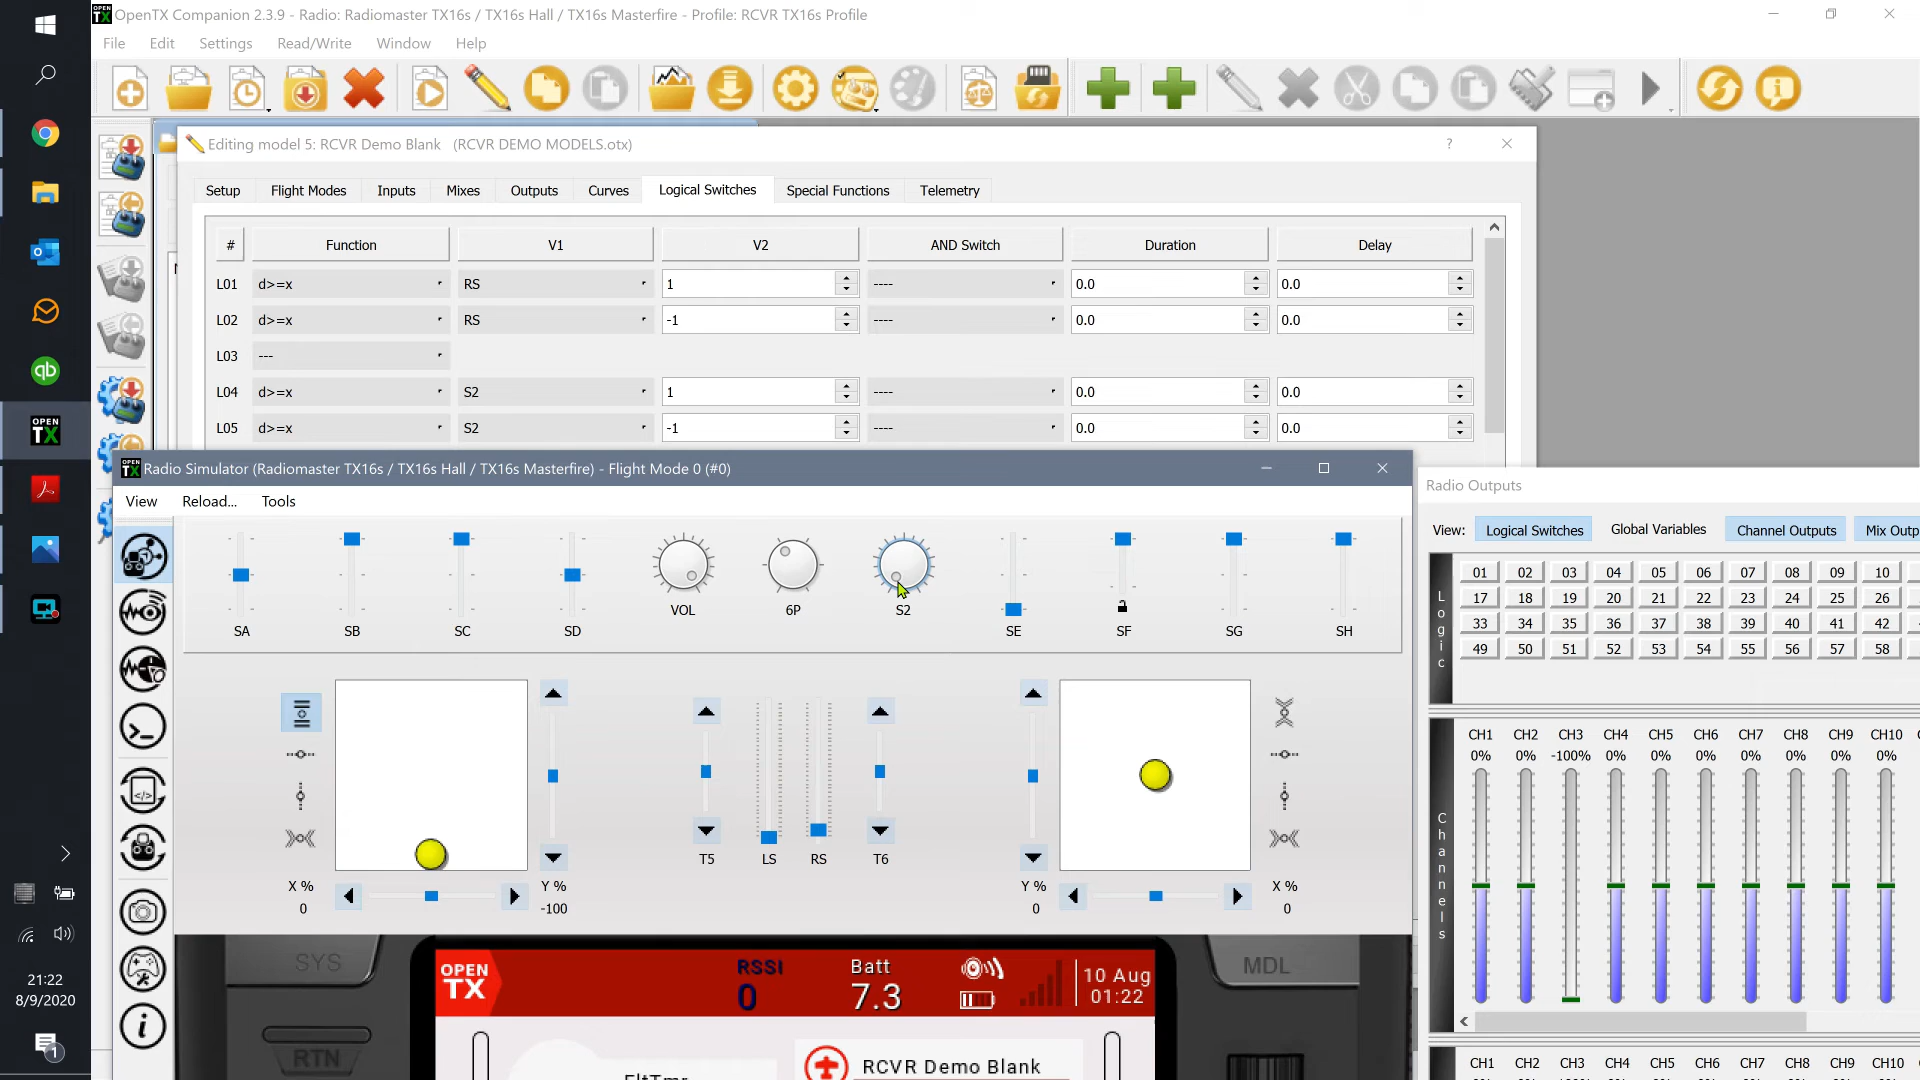 OpenTX Companion 2.3.9 - Radio: Radiomaster TX16s / TX16s Hall / TX16s Masterfire - Profile: RCVR TX16s Profile
File Edit Settings Read/Write Window Help
Editing model 5: RCVR Demo Blank (RCVR DEMO MODELS.otx) ?
Setup Flight Modes Inputs Mixes Outputs Curves Logical Switches Special Functions Telemetry
# Function V1 V2 AND Switch Duration Delay
L01 d>=x RS 1 ---- 0.0 0.0
L02 d>=x RS -1 ---- 0.0 0.0
L03 ---
L04 d>=x S2 1 ---- 0.0 0.0
L05 d>=x S2 -1 ---- 0.0 0.0
Radio Simulator (Radiomaster TX16s / TX16s Hall / TX16s Masterfire) - Flight Mode 0 (#0)
View Reload... Tools
VOL 6P S2
SA SB SC SD SE SF SG SH
T5 LS RS T6
X % Y % Y % X %
0 -100 0 0
Radio Outputs
View: Logical Switches Global Variables Channel Outputs Mix Outp
Logic
01 02 03 04 05 06 07 08 09 10
17 18 19 20 21 22 23 24 25 26
33 34 35 36 37 38 39 40 41 42
49 50 51 52 53 54 55 56 57 58
Channels
CH1 CH2 CH3 CH4 CH5 CH6 CH7 CH8 CH9 CH10
0% 0% -100% 0% 0% 0% 0% 0% 0% 0%
CH1 CH2 CH3 CH4 CH5 CH6 CH7 CH8 CH9 CH10
SYS MDL
RTN
OPEN TX
RSSI
0
Batt
7.3
10 Aug
01:22
RCVR Demo Blank
OPEN TX
qb
21:22
8/9/2020
1